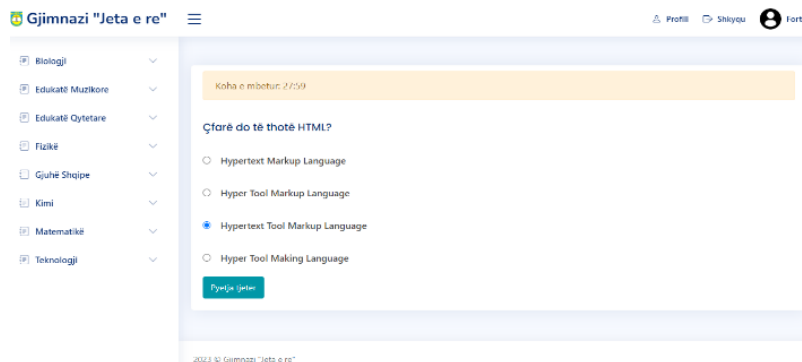 Gjimnazi "Jeta e re"
Profili
Shkyqu
Fort
Biologji
Edukatë Muzikore
Edukatë Qytetare
Fizikë
Gjuhë Shqipe
Kimi
Matematikë
Teknologji
Koha e mbetur: 27:59
Çfarë do të thotë HTML?
Hypertext Markup Language
Hyper Tool Markup Language
Hypertext Tool Markup Language
Hyper Tool Making Language
Pyetja tjeter
2023 © Gjimnazi "Jeta e re"